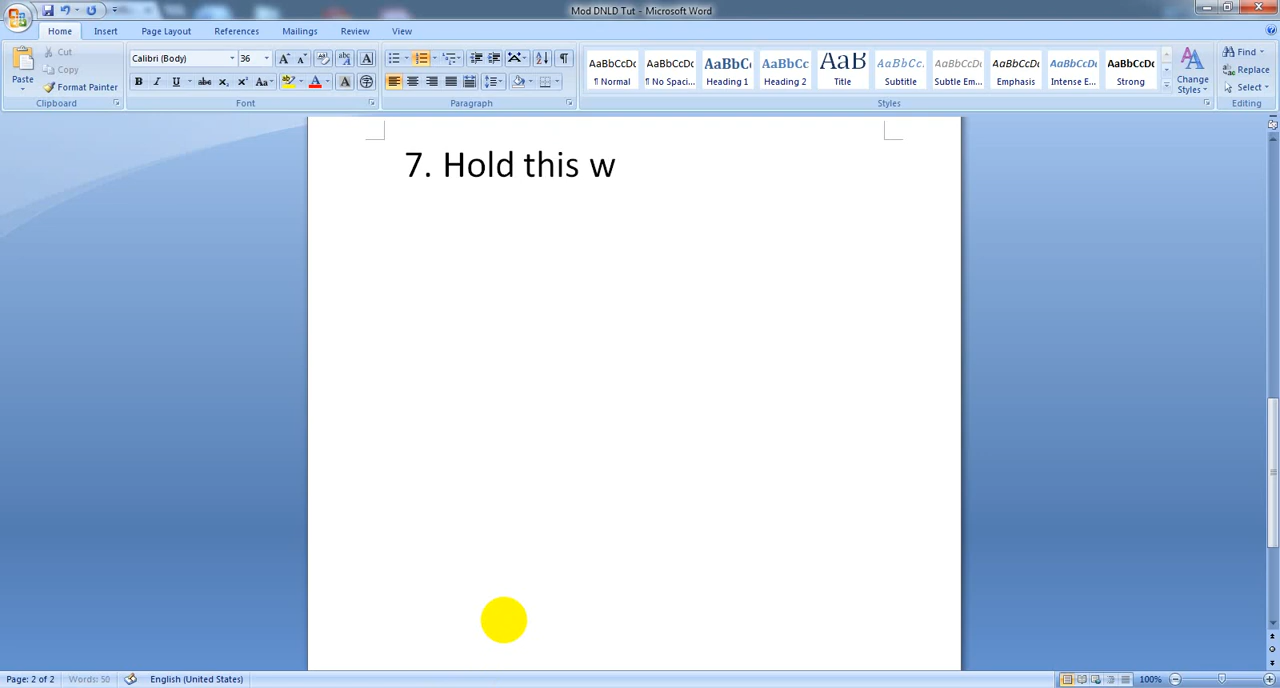 Mod DNLD Tut - Microsoft Word
Home Insert Page Layout References Mailings Review View
Paste Cut Copy Format Painter
Calibri (Body) 36
AaBbCcDc ¶ Normal
AaBbCcDc ¶ No Spaci...
AaBbC Heading 1
AaBbCc Heading 2
AaB Title
AaBbCc. Subtitle
AaBbCcDc Subtle Em...
AaBbCcDc Emphasis
AaBbCcDc Intense E...
AaBbCcDc Strong
Change Styles
Find Replace Select
Clipboard Font Paragraph Styles Editing
7. Hold this w
Page: 2 of 2 Words: 50 English (United States) 100%